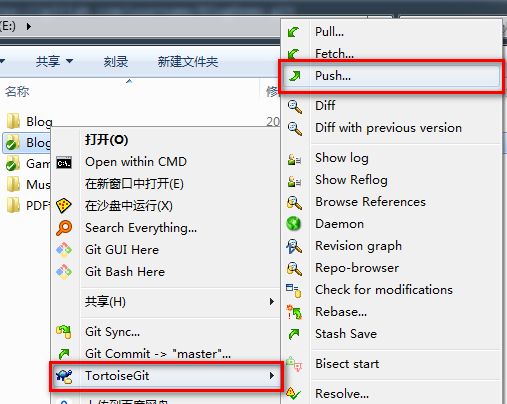 (E:)
共享
刻录
新建文件夹
名称
Blog
20
Blog
Gam
Mus
PDF
打开(O)
Open within CMD
在新窗口中打开(E)
在沙盘中运行(X)
Search Everything...
Git GUI Here
Git Bash Here
共享(H)
Git Sync...
Git Commit -> "master"...
TortoiseGit
Pull...
Fetch...
Push...
Diff
Diff with previous version
Show log
Show Reflog
Browse References
Daemon
Revision graph
Repo-browser
Check for modifications
Rebase...
Stash Save
Bisect start
Resolve...